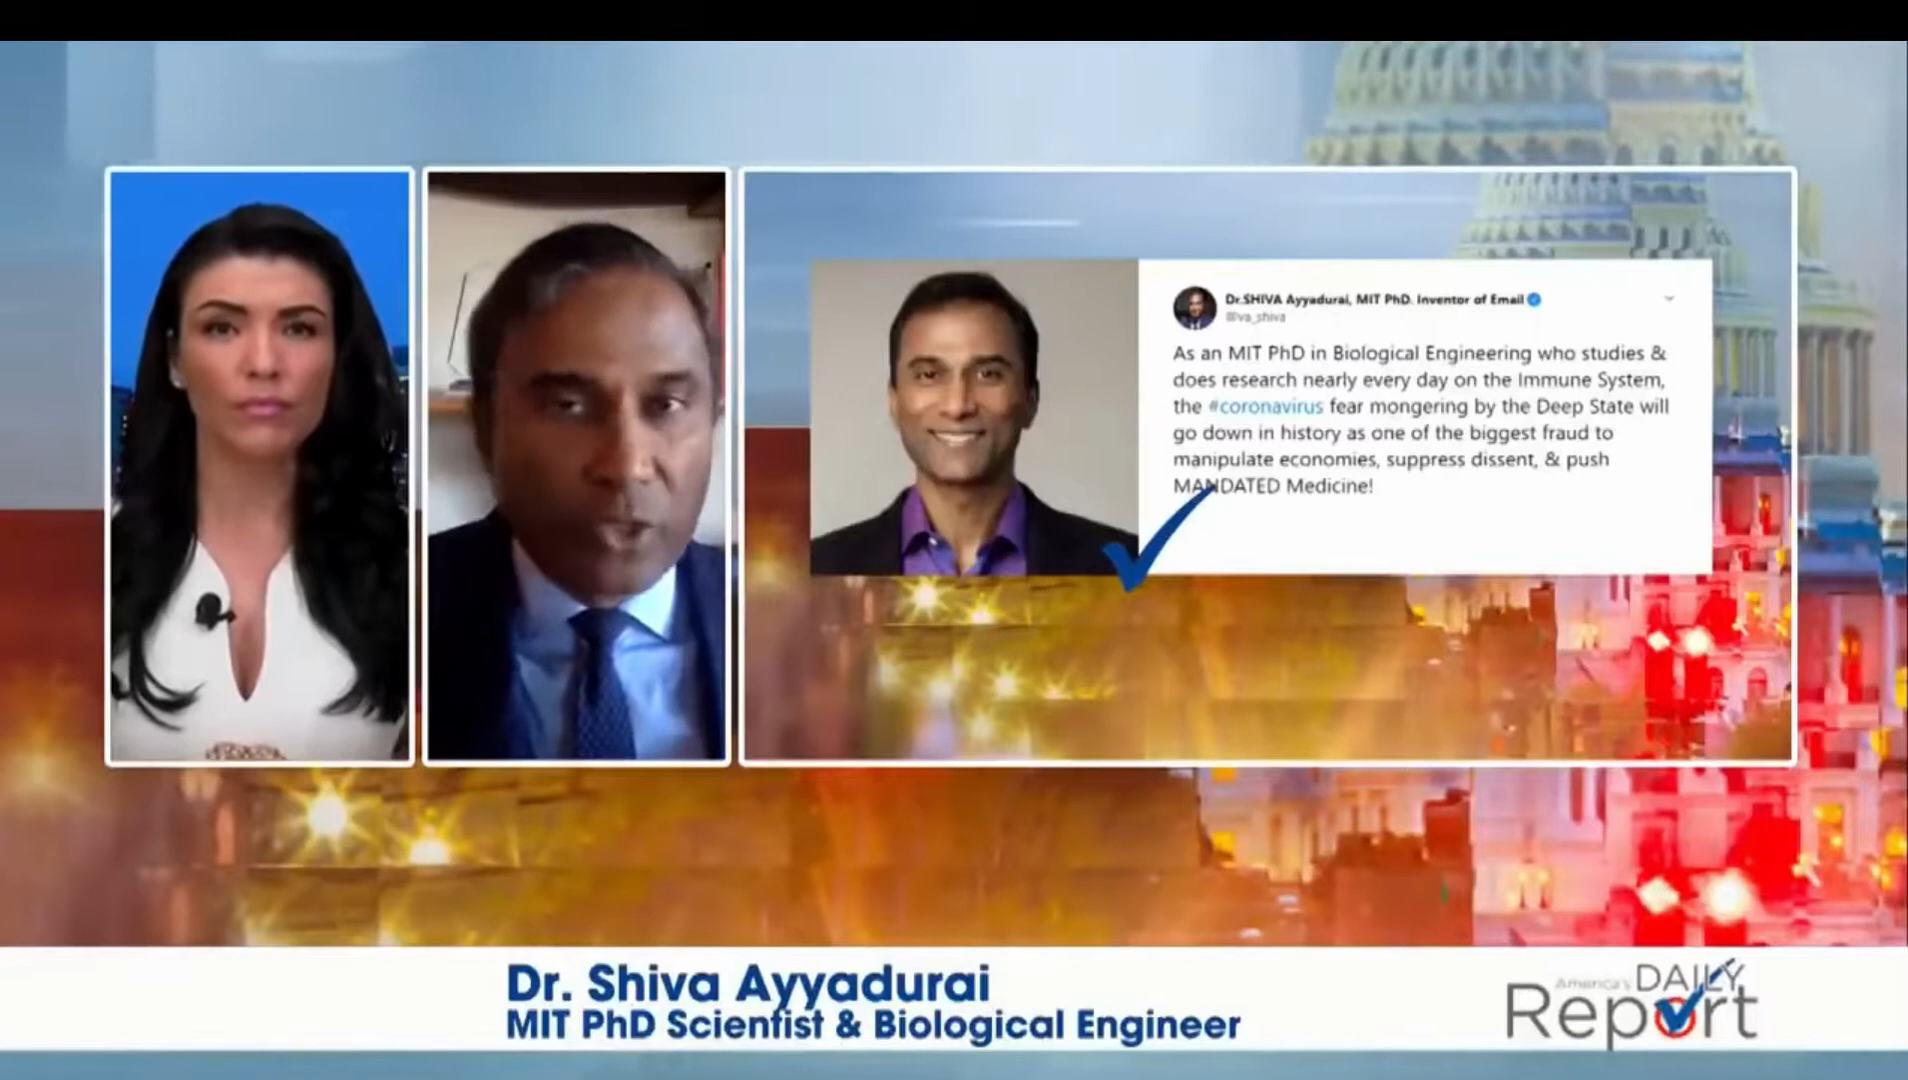 Dr.SHIVA Ayyadurai, MIT PhD. Inventor of Email
@va_shiva
As an MIT PhD in Biological Engineering who studies &
does research nearly every day on the Immune System,
the #coronavirus fear mongering by the Deep State will
go down in history as one of the biggest fraud to
manipulate economies, suppress dissent, & push
MANDATED Medicine!
Dr. Shiva Ayyadurai
MIT PhD Scientist & Biological Engineer
America's DAILY
Report